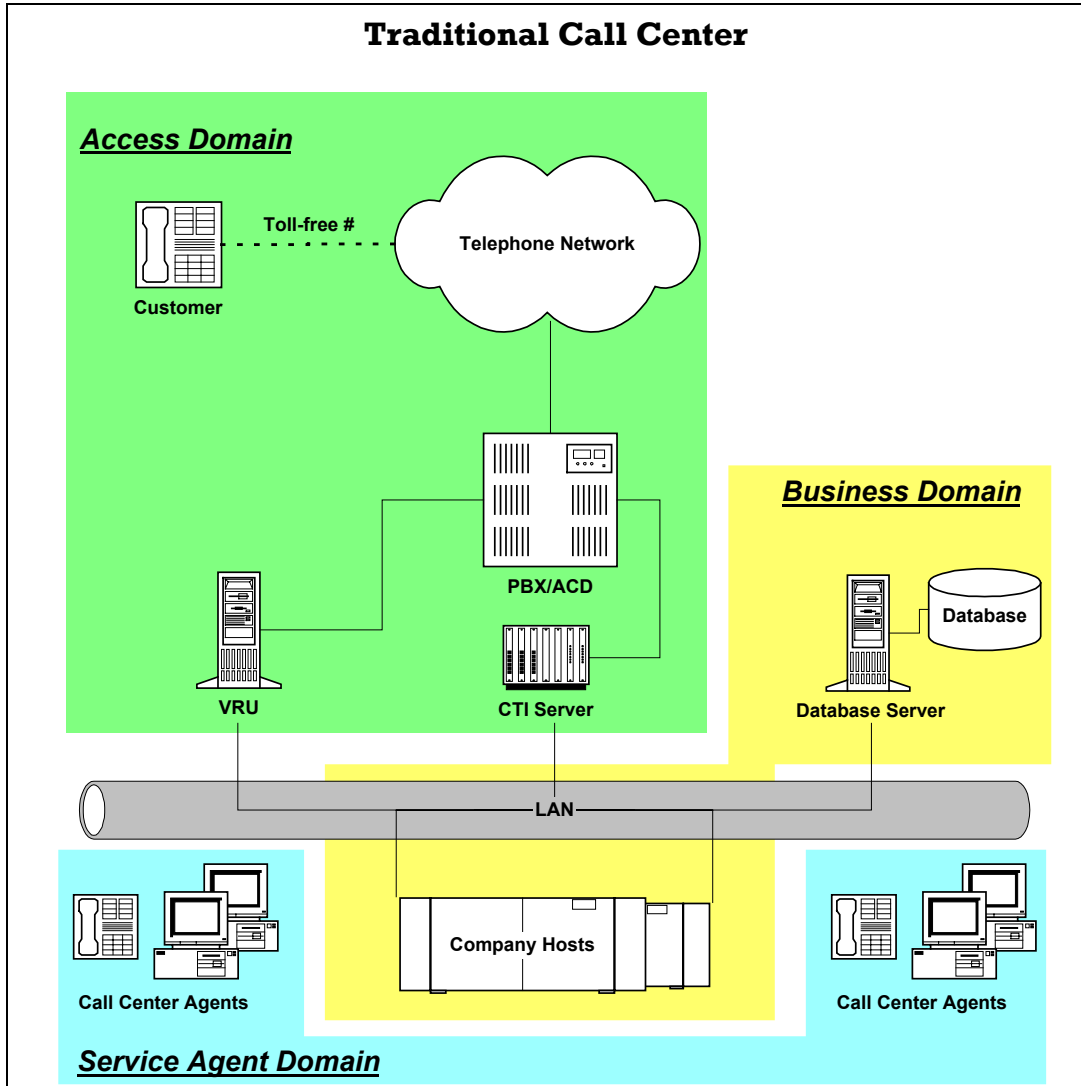 Traditional Call Center
Access Domain
Toll-free #
Telephone Network
Customer
Business Domain
PBX/ACD
Database
VRU
CTI Server
Database Server
LAN
Company Hosts
Call Center Agents
Call Center Agents
Service Agent Domain